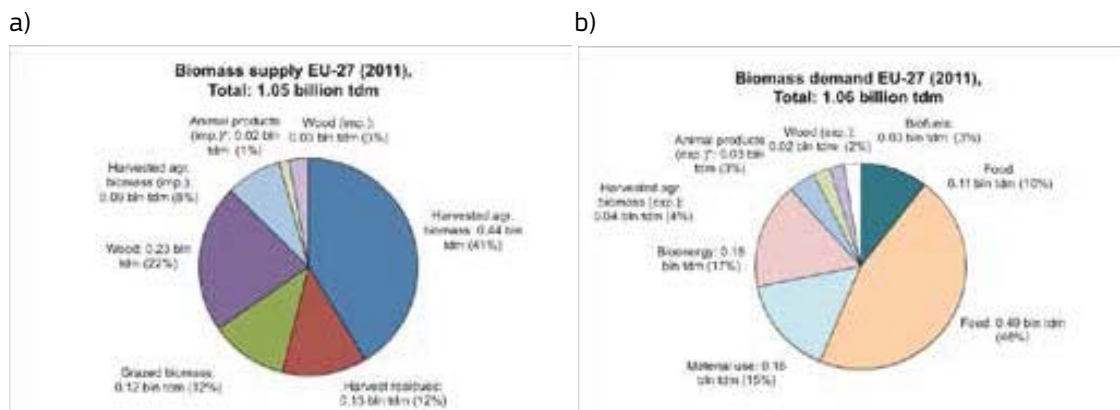 a)
b)
Biomass supply EU-27 (2011),
Total: 1.05 billion tdm
Animal products
(imp.)*: 0.02 bln
tdm (1%)
Wood (imp.):
0.03 bln tdm (3%)
Harvested agr.
biomass (imp.):
0.09 bln tdm
Harvested agr.
biomass: 0.44 bln
tdm (41%)
Wood: 0.23 bln
tdm (22%)
Grazed biomass:
0.12 bln tdm (12%)
Harvest residues:
0.13 bln tdm (12%)
Biomass demand EU-27 (2011),
Total: 1.06 billion tdm
Animal products
(exp.)*: 0.03 bln
tdm (3%)
Wood (exp.):
0.02 bln tdm (2%)
Biofuels:
0.03 bln tdm (3%)
Food:
0.11 bln tdm (10%)
Harvested agr.
biomass (exp.):
0.04 bln tdm (4%)
Bioenergy:
bln tdm (17%)
0.49 bln tdm
(46%)
Material use:
bln tdm (15%)